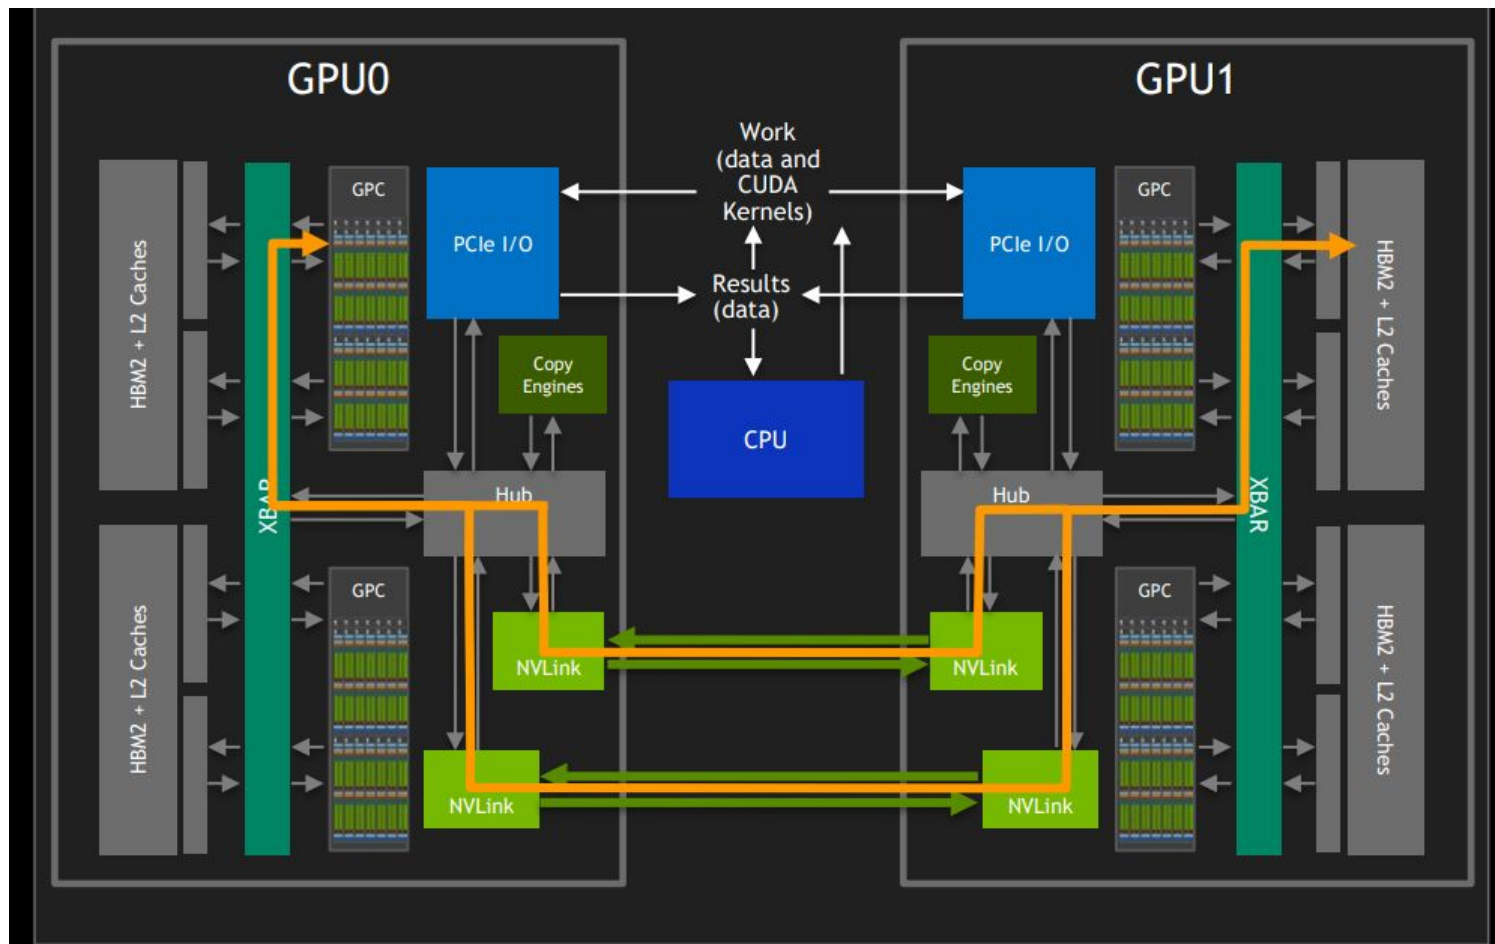 GPU0
GPU1
Work
(data and
CUDA
Kernels)
Results
(data)
CPU
HBM2 + L2 Caches
HBM2 + L2 Caches
XBAR
GPC
GPC
PCIe I/O
Copy
Engines
Hub
NVLink
NVLink
PCIe I/O
Copy
Engines
Hub
NVLink
NVLink
GPC
GPC
XBAR
HBM2 + L2 Caches
HBM2 + L2 Caches